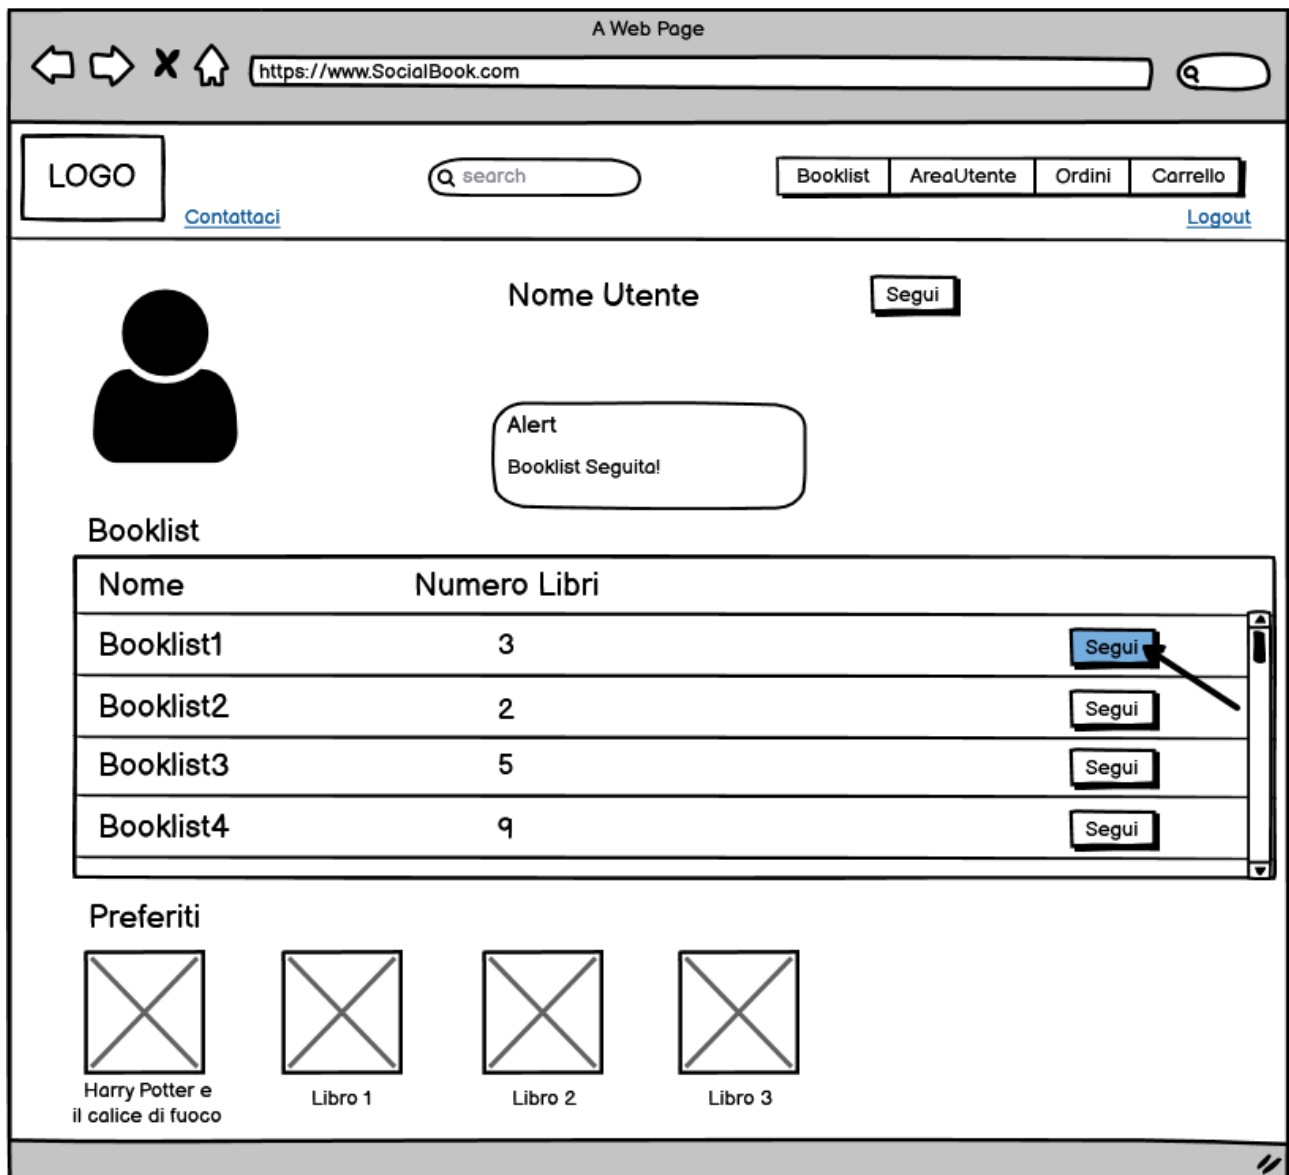 A Web Page
https://www.SocialBook.com
LOGO
search
Booklist AreaUtente Ordini Carrello
Contattaci
Logout
Nome Utente
Segui
Alert
Booklist Seguita!
Booklist
Nome Numero Libri
Booklist1 3 Segui
Booklist2 2 Segui
Booklist3 5 Segui
Booklist4 9 Segui
Preferiti
Harry Potter e
il calice di fuoco
Libro 1
Libro 2
Libro 3